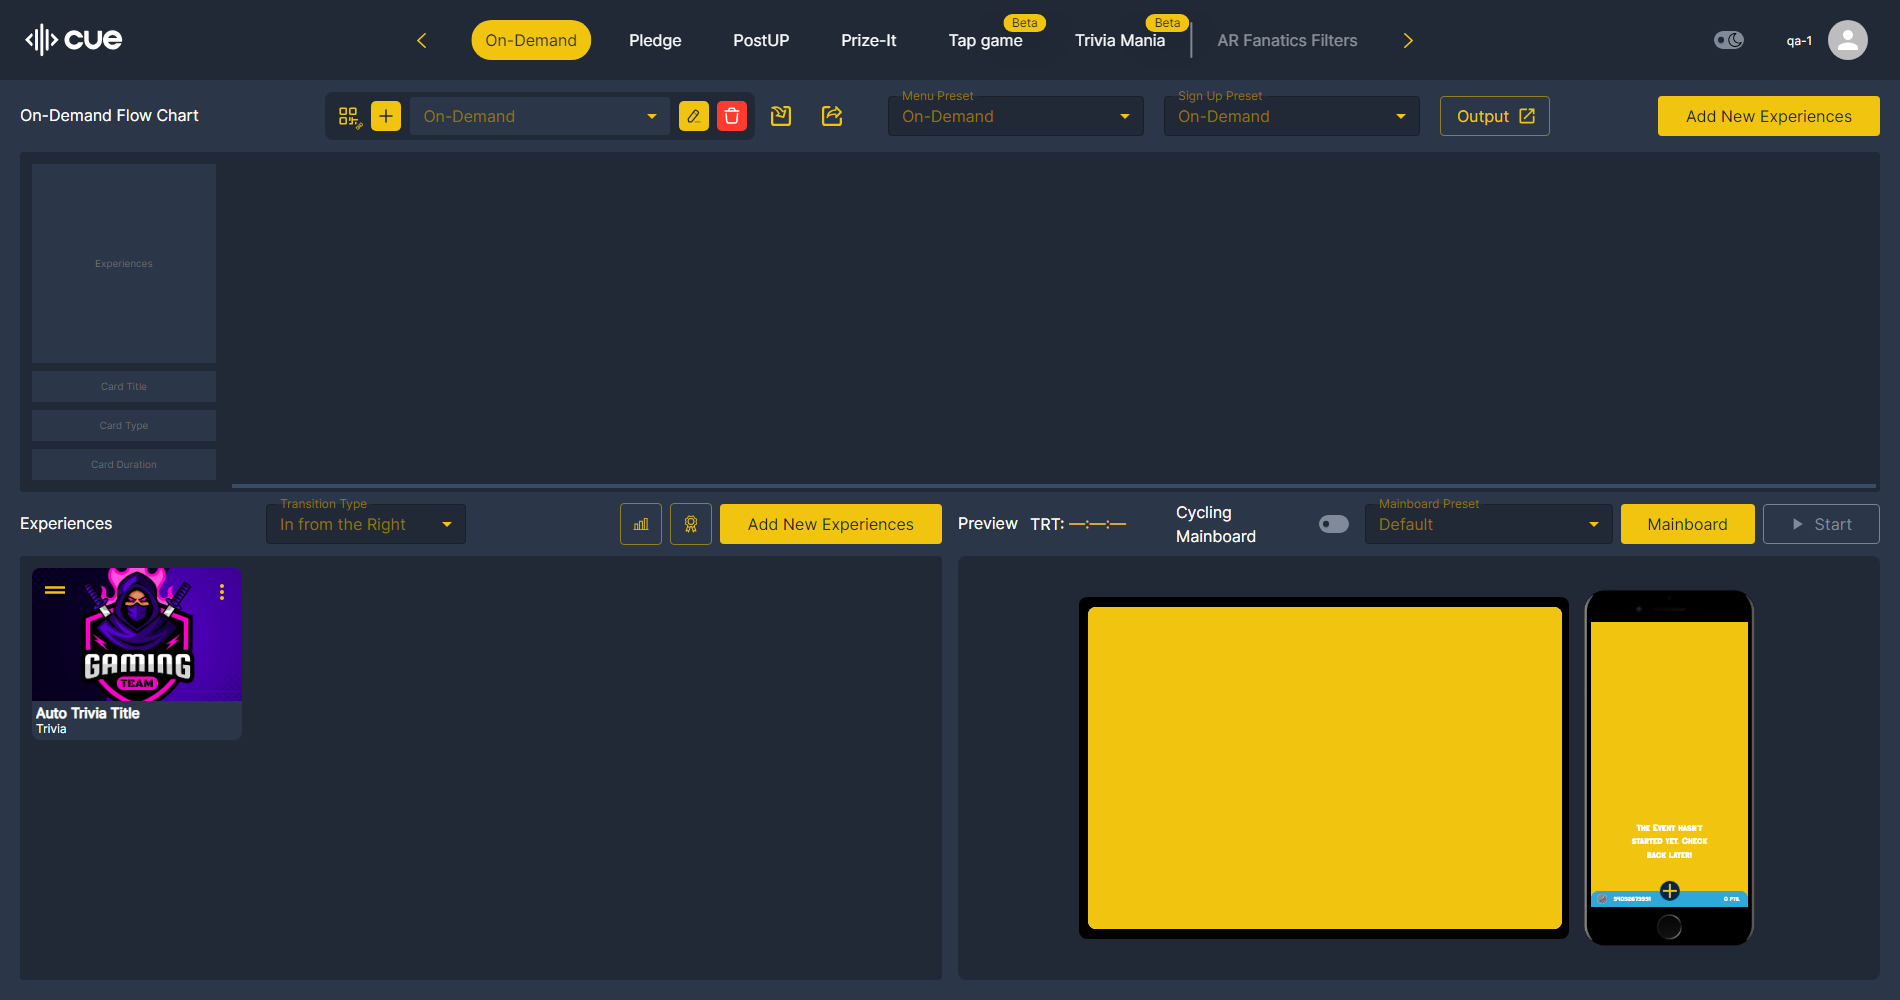 cue
On-Demand
Pledge
PostUP
Prize-It
Tap game
Beta
Trivia Mania
Beta
AR Fanatics Filters
qa-1
On-Demand Flow Chart
On-Demand
Menu Preset
On-Demand
Sign Up Preset
On-Demand
Output
Add New Experiences
Experiences
Card Title
Card Type
Card Duration
Experiences
Transition Type
In from the Right
Add New Experiences
Preview
TRT: —:—:—
Cycling
Mainboard
Mainboard Preset
Default
Mainboard
Start
GAMING
TEAM
Auto Trivia Title
Trivia
The Event hasn't
started yet. Check
back later!
0 pts.